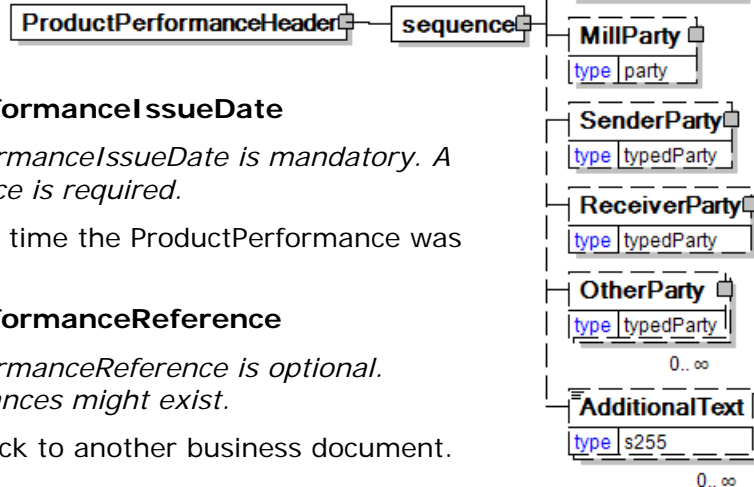 ProductPerformanceHeader
sequence
MillParty
type party
SenderParty
type typedParty
ReceiverParty
type typedParty
OtherParty
type typedParty
0.. ∞
AdditionalText
type s255
0.. ∞
formanceIssueDate
rmanceIssueDate is mandatory. A
ce is required.
time the ProductPerformance was
formanceReference
rmanceReference is optional.
nces might exist.
ck to another business document.